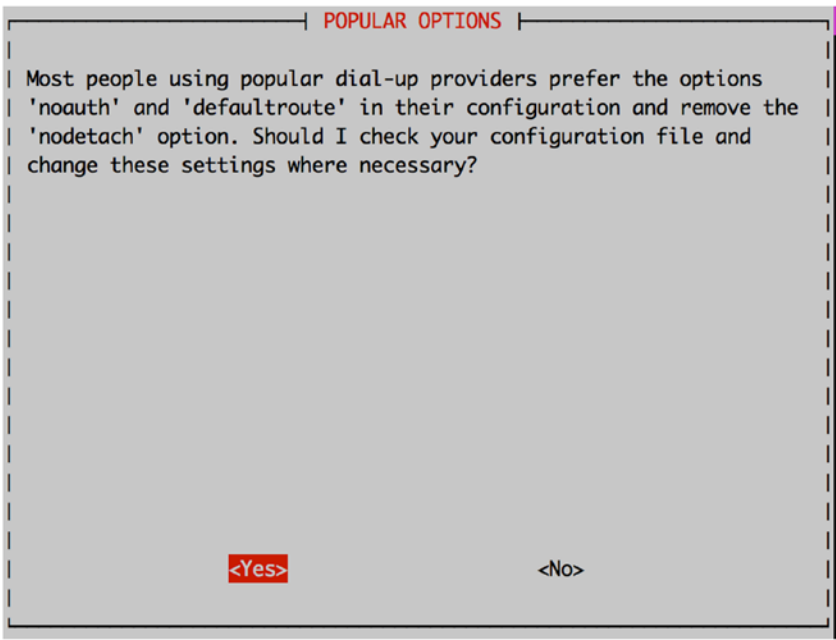 POPULAR OPTIONS
Most people using popular dial-up providers prefer the options
'noauth' and 'defaultroute' in their configuration and remove the
'nodetach' option. Should I check your configuration file and
change these settings where necessary?
<Yes> <No>